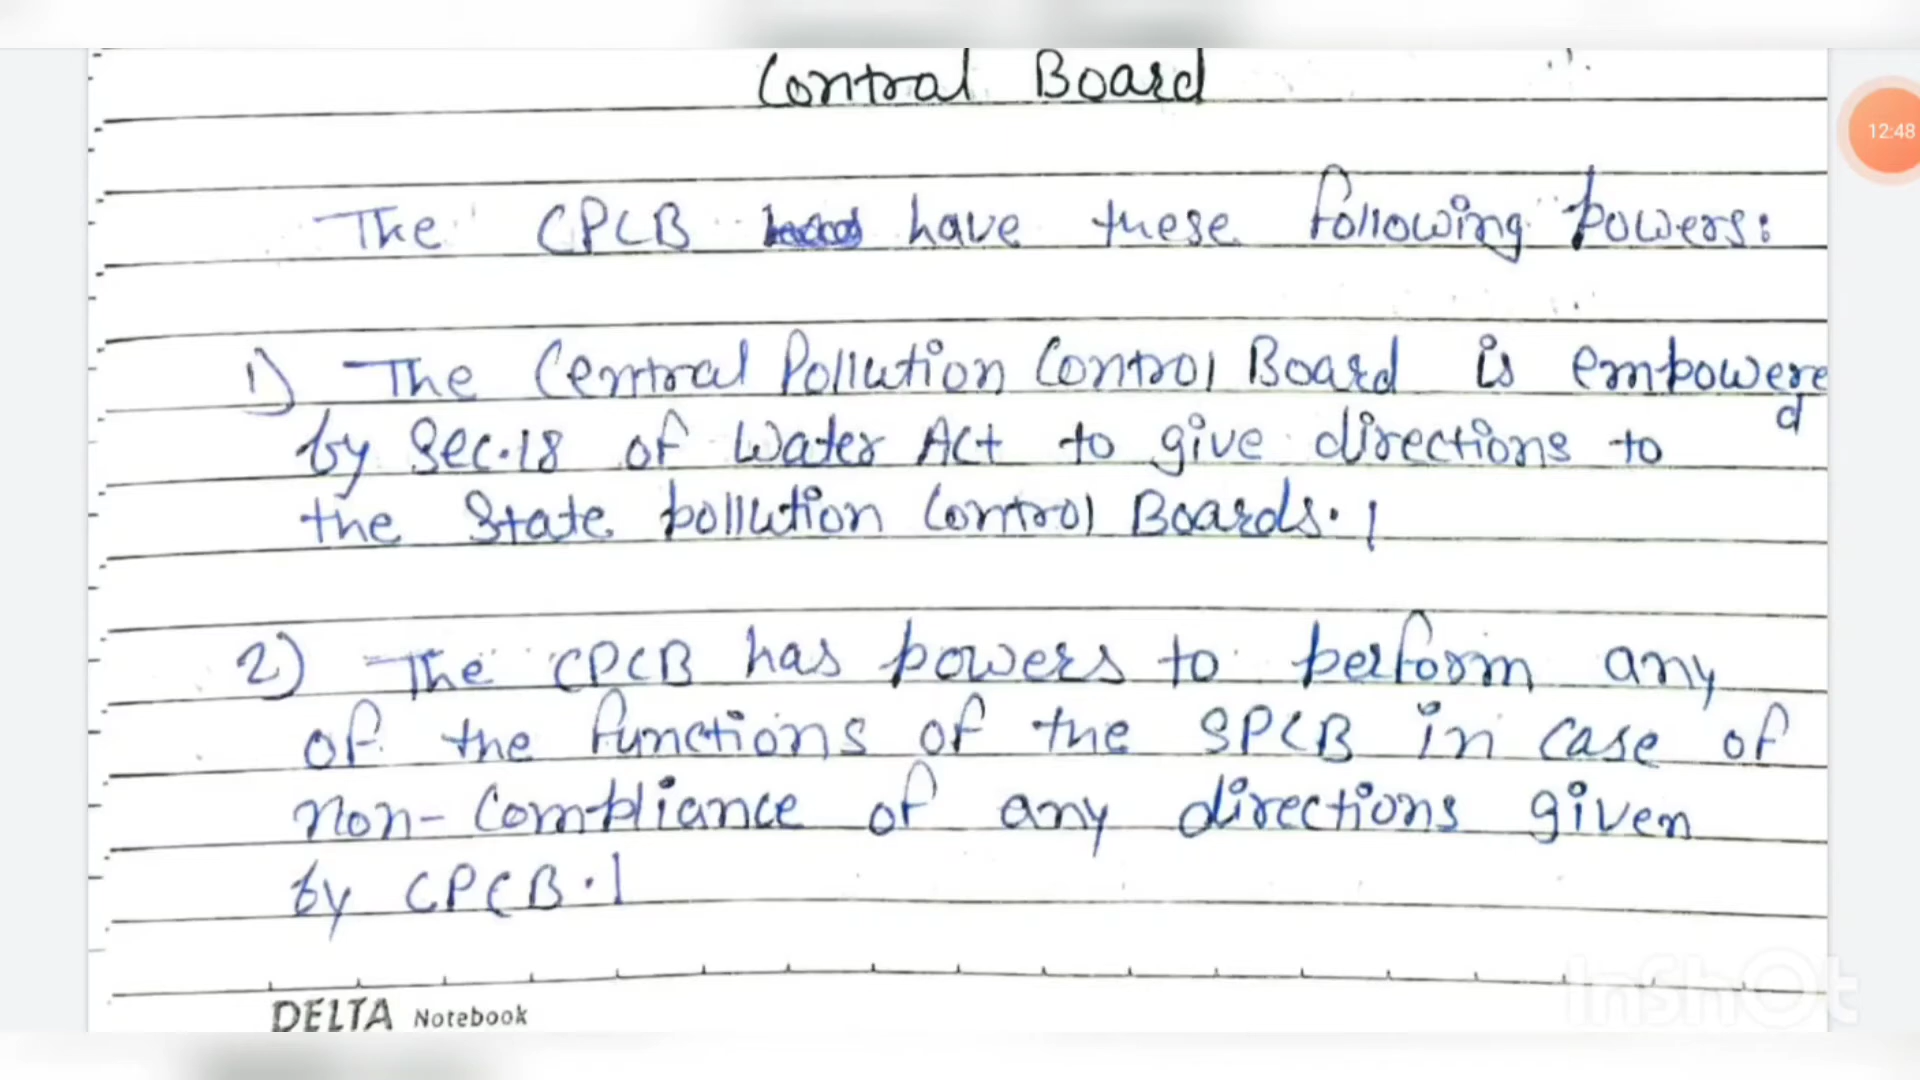 Contral Board
12:48
The CPCB have these following powers:
1) The Central Pollution Control Board is empowered
by Sec.18 of Water Act to give directions to
the State pollution Control Boards.
2) The CPCB has powers to perform any
of the functions of the SPCB in case of
non-Compliance of any directions given
by CPCB.
DELTA Notebook
InShOt